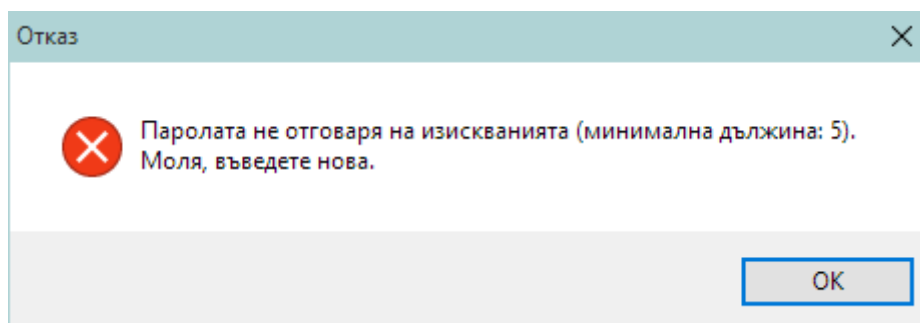 Отказ
Паролата не отговаря на изискванията (минимална дължина: 5).
Моля, въведете нова.
OK